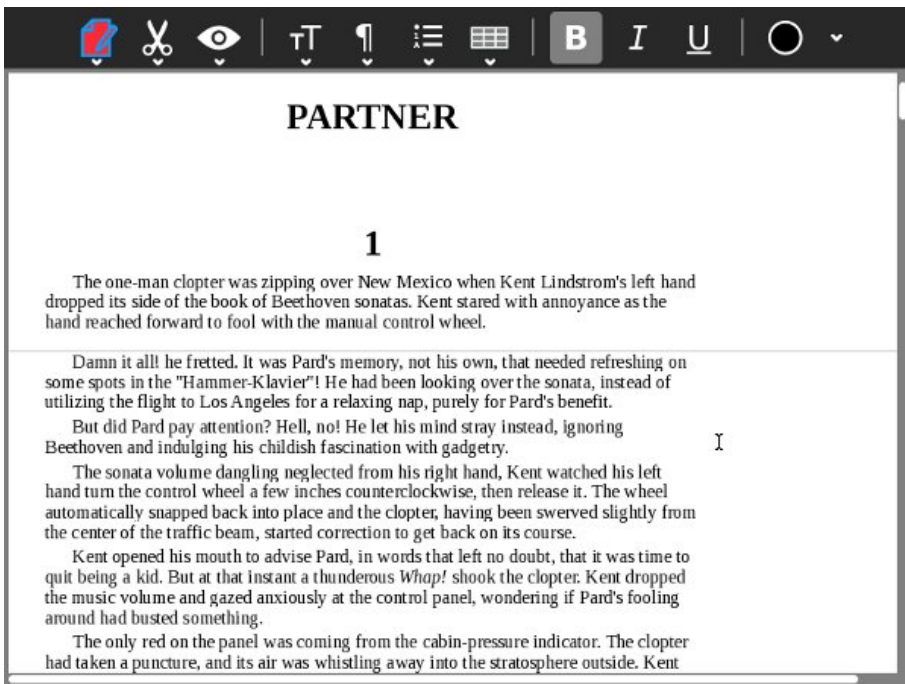 B I U
PARTNER
1
The one-man clopter was zipping over New Mexico when Kent Lindstrom's left hand
dropped its side of the book of Beethoven sonatas. Kent stared with annoyance as the
hand reached forward to fool with the manual control wheel.
Damn it all! he fretted. It was Pard's memory, not his own, that needed refreshing on
some spots in the "Hammer-Klavier"! He had been looking over the sonata, instead of
utilizing the flight to Los Angeles for a relaxing nap, purely for Pard's benefit.
But did Pard pay attention? Hell, no! He let his mind stray instead, ignoring
Beethoven and indulging his childish fascination with gadgetry.
The sonata volume dangling neglected from his right hand, Kent watched his left
hand turn the control wheel a few inches counterclockwise, then release it. The wheel
automatically snapped back into place and the clopter, having been swerved slightly from
the center of the traffic beam, started correction to get back on its course.
Kent opened his mouth to advise Pard, in words that left no doubt, that it was time to
quit being a kid. But at that instant a thunderous Whap! shook the clopter. Kent dropped
the music volume and gazed anxiously at the control panel, wondering if Pard's fooling
around had busted something.
The only red on the panel was coming from the cabin-pressure indicator. The clopter
had taken a puncture, and its air was whistling away into the stratosphere outside. Kent